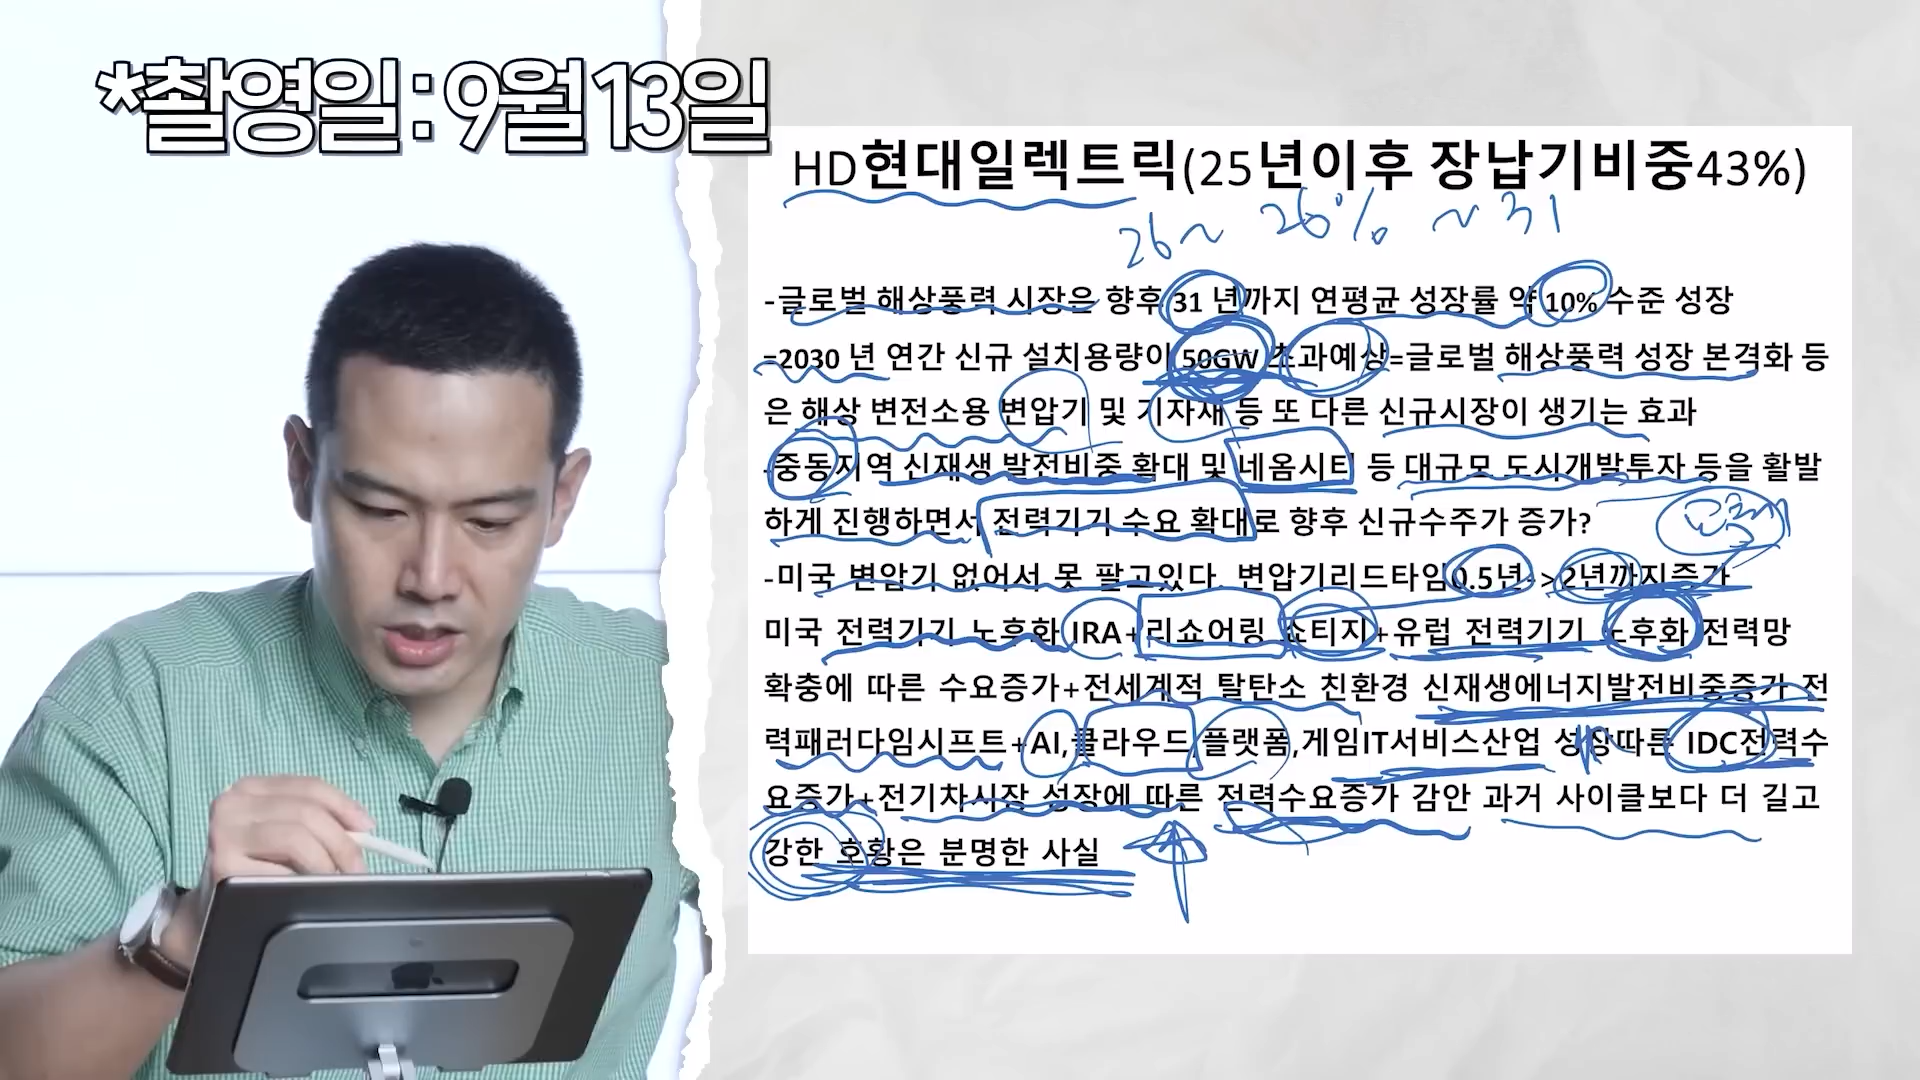 *촬영일:9월13일
HD현대일렉트릭(25년이후 장납기비중43%)
26~ 26% ~31
-글로벌 해상풍력 시장은 향후 31년까지 연평균 성장률 약 10% 수준 성장
-2030년 연간 신규 설치용량이 50GW 초과예상=글로벌 해상풍력 성장 본격화 등
은 해상 변전소용 변압기 및 기자재 등 또 다른 신규시장이 생기는 효과
-중동지역 신재생 발전비중 확대 및 네옴시티 등 대규모 도시개발투자 등을 활발
하게 진행하면서 전력기기 수요 확대로 향후 신규수주가 증가?
-미국 변압기 없어서 못 팔고있다. 변압기리드타임0.5년->2년까지증가
미국 전력기기 노후화 IRA+리쇼어링 쇼티지+유럽 전력기기 노후화 전력망
확충에 따른 수요증가+전세계적 탈탄소 친환경 신재생에너지발전비중증가 전
력패러다임시프트+AI,클라우드,플랫폼,게임IT서비스산업 성장따른 IDC전력수
요증가+전기차시장 성장에 따른 전력수요증가 감안 과거 사이클보다 더 길고
강한 호황은 분명한 사실